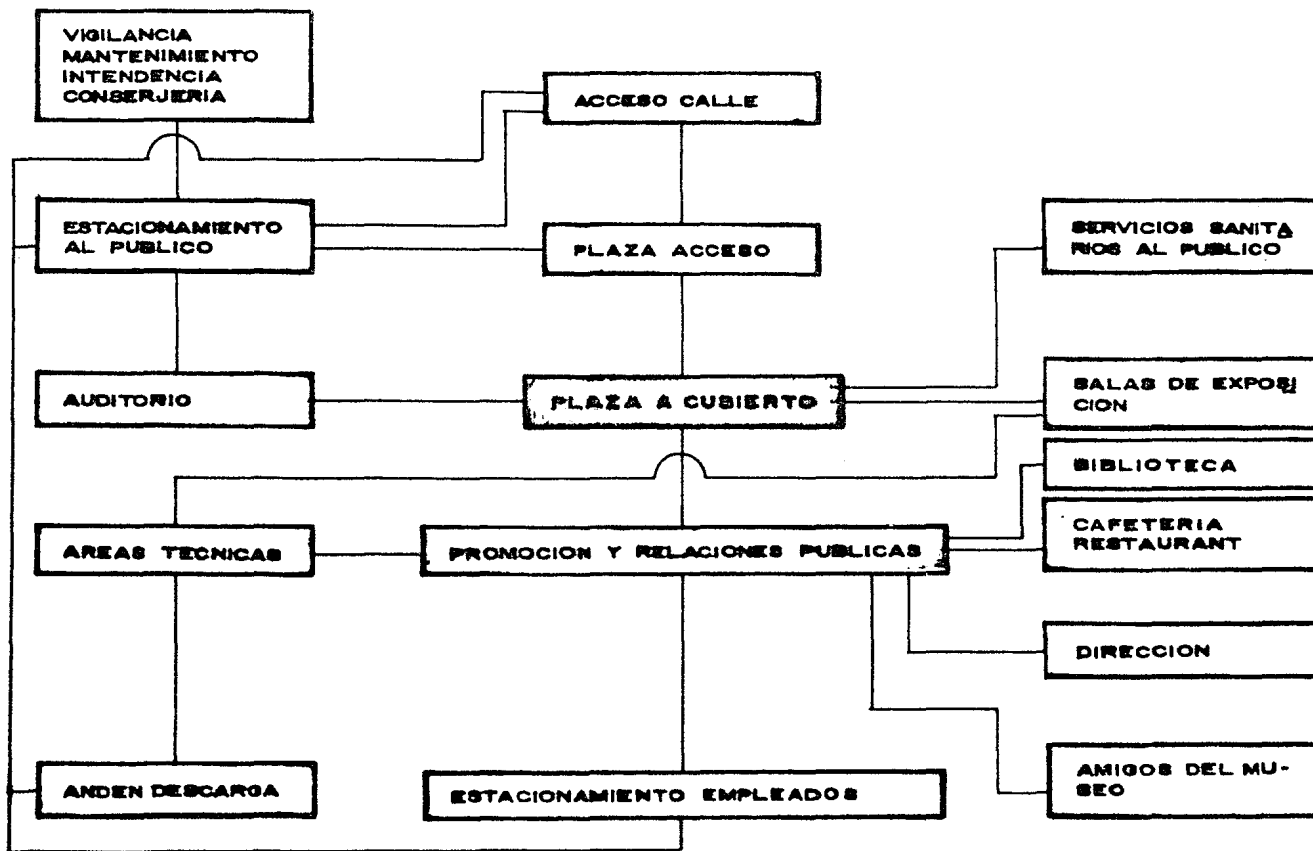 VIGILANCIA
MANTENIMIENTO
INTENDENCIA
CONSERJERIA
ACCESO CALLE
ESTACIONAMIENTO
AL PUBLICO
PLAZA ACCESO
SERVICIOS SANITA
RIOS AL PUBLICO
AUDITORIO
PLAZA A CUBIERTO
SALAS DE EXPOSI
CION
BIBLIOTECA
AREAS TECNICAS
PROMOCION Y RELACIONES PUBLICAS
CAFETERIA
RESTAURANT
DIRECCION
ANDEN DESCARGA
ESTACIONAMIENTO EMPLEADOS
AMIGOS DEL MU-
SEO